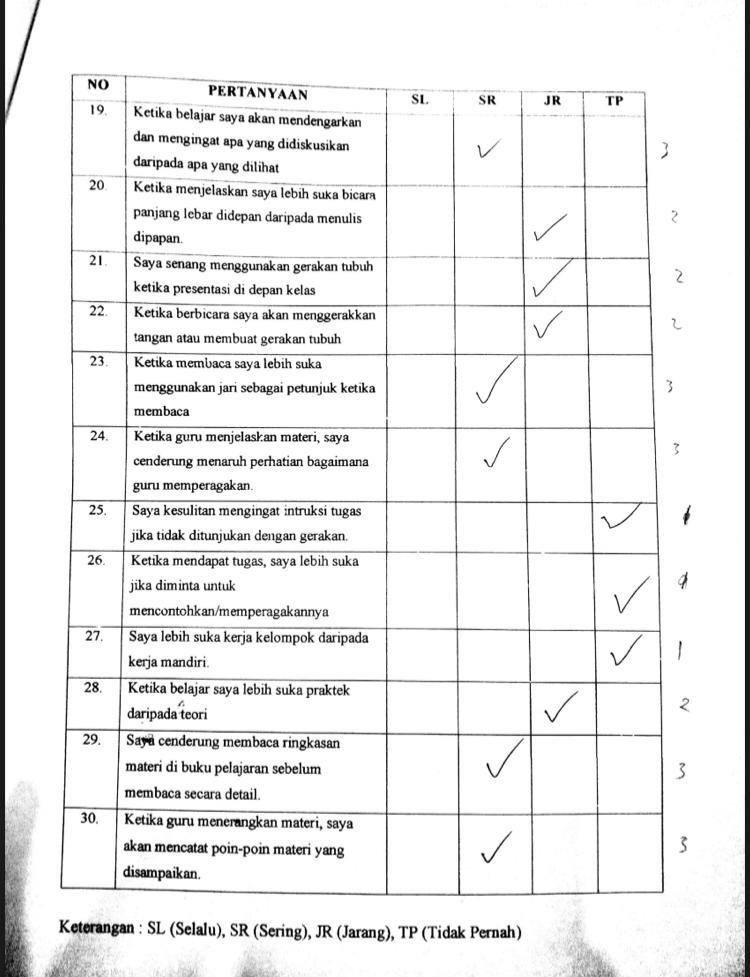 NO PERTANYAAN SL SR JR TP
19. Ketika belajar saya akan mendengarkan
dan mengingat apa yang didiskusikan
daripada apa yang dilihat
✓ 3
20. Ketika menjelaskan saya lebih suka bicara
panjang lebar didepan daripada menulis
dipapan.
✓ 2
21. Saya senang menggunakan gerakan tubuh
ketika presentasi di depan kelas
✓ 2
22. Ketika berbicara saya akan menggerakkan
tangan atau membuat gerakan tubuh
✓ 2
23. Ketika membaca saya lebih suka
menggunakan jari sebagai petunjuk ketika
membaca
✓ 3
24. Ketika guru menjelaskan materi, saya
cenderung menaruh perhatian bagaimana
guru memperagakan.
✓ 3
25. Saya kesulitan mengingat intruksi tugas
jika tidak ditunjukan dengan gerakan.
✓
26. Ketika mendapat tugas, saya lebih suka
jika diminta untuk
mencontohkan/memperagakannya
✓
27. Saya lebih suka kerja kelompok daripada
kerja mandiri.
✓ 1
28. Ketika belajar saya lebih suka praktek
daripada teori
✓ 2
29. Saya cenderung membaca ringkasan
materi di buku pelajaran sebelum
membaca secara detail.
✓ 3
30. Ketika guru menerangkan materi, saya
akan mencatat poin-poin materi yang
disampaikan.
✓ 3
Keterangan : SL (Selalu), SR (Sering), JR (Jarang), TP (Tidak Pernah)